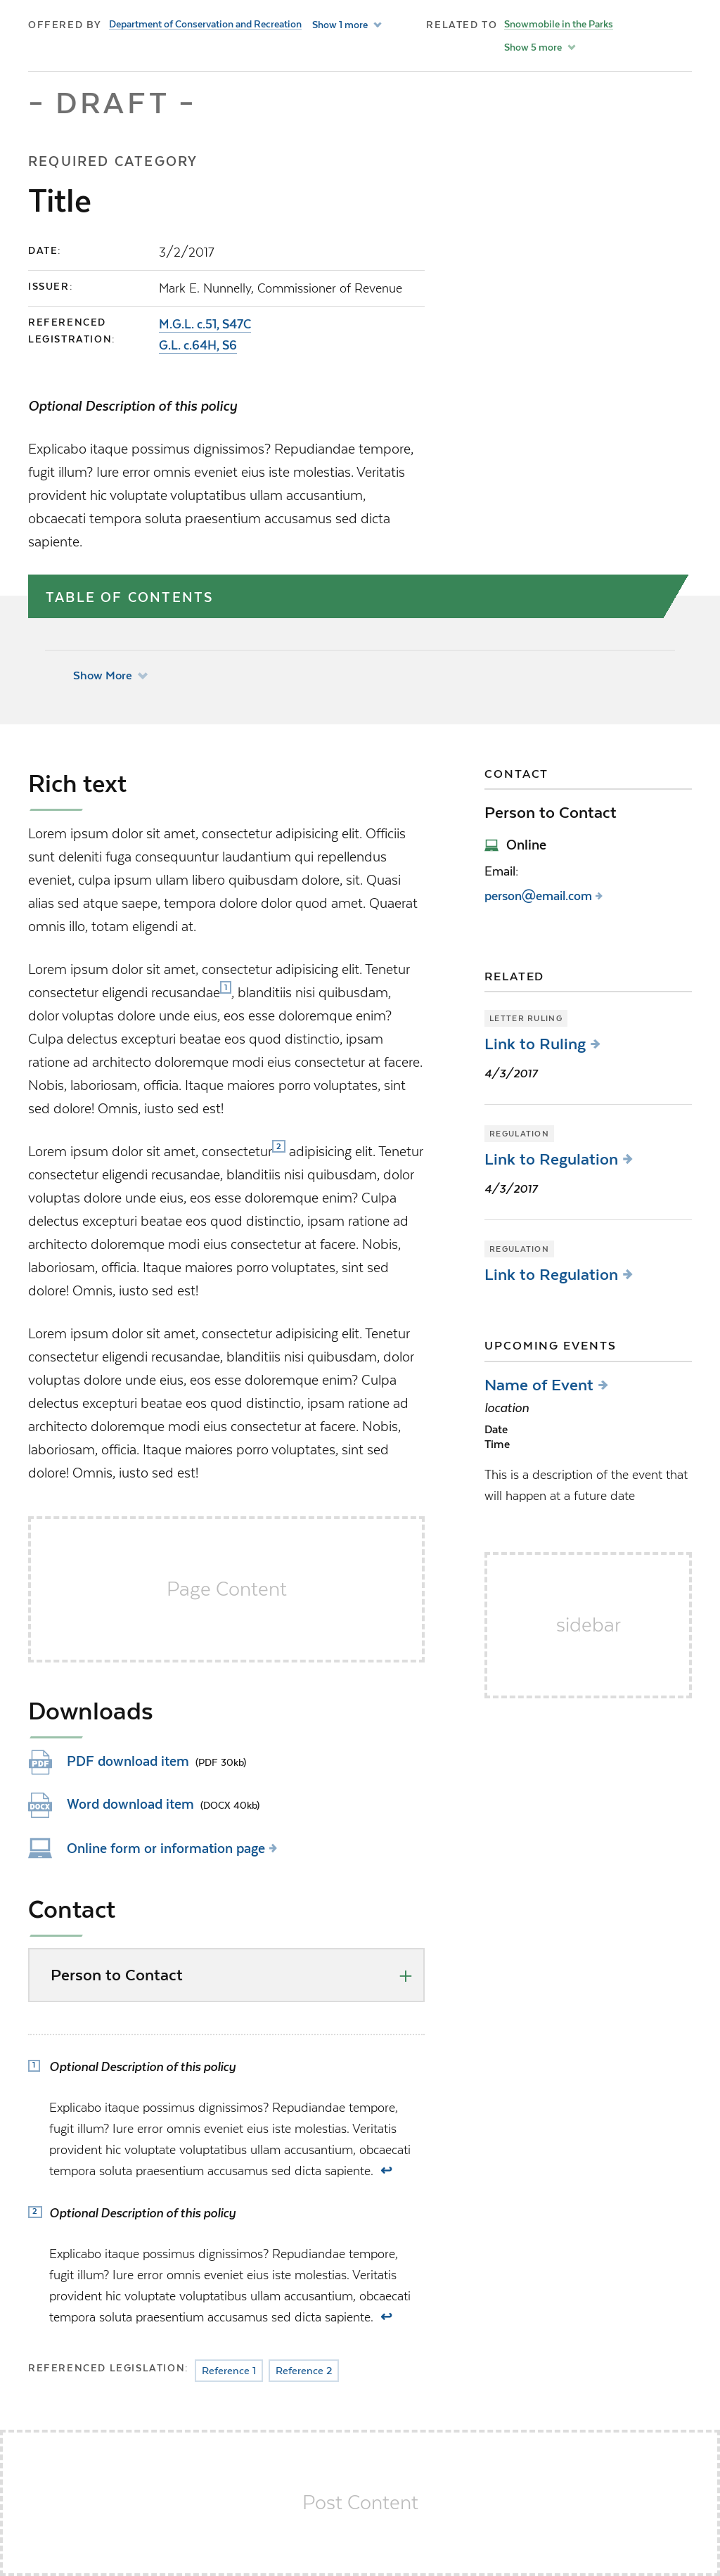 OFFERED BY Department of Conservation and Recreation Show 1 more
RELATED TO Snowmobile in the Parks
Show 5 more
– DRAFT –
REQUIRED CATEGORY
Title
DATE: 3/2/2017
ISSUER: Mark E. Nunnelly, Commissioner of Revenue
REFERENCED LEGISTRATION:
M.G.L. c.51, S47C
G.L. c.64H, S6
Optional Description of this policy
Explicabo itaque possimus dignissimos? Repudiandae tempore,
fugit illum? Iure error omnis eveniet eius iste molestias. Veritatis
provident hic voluptate voluptatibus ullam accusantium,
obcaecati tempora soluta praesentium accusamus sed dicta
sapiente.
TABLE OF CONTENTS
Show More
Rich text
Lorem ipsum dolor sit amet, consectetur adipisicing elit. Officiis
sunt deleniti fuga consequuntur laudantium qui repellendus
eveniet, culpa ipsum ullam libero quibusdam dolore, sit. Quasi
alias sed atque saepe, tempora dolore dolor quod amet. Quaerat
omnis illo, totam eligendi at.
Lorem ipsum dolor sit amet, consectetur adipisicing elit. Tenetur
consectetur eligendi recusandae 1, blanditiis nisi quibusdam,
dolor voluptas dolore unde eius, eos esse doloremque enim?
Culpa delectus excepturi beatae eos quod distinctio, ipsam
ratione ad architecto doloremque modi eius consectetur at facere.
Nobis, laboriosam, officia. Itaque maiores porro voluptates, sint
sed dolore! Omnis, iusto sed est!
Lorem ipsum dolor sit amet, consectetur 2 adipisicing elit. Tenetur
consectetur eligendi recusandae, blanditiis nisi quibusdam, dolor
voluptas dolore unde eius, eos esse doloremque enim? Culpa
delectus excepturi beatae eos quod distinctio, ipsam ratione ad
architecto doloremque modi eius consectetur at facere. Nobis,
laboriosam, officia. Itaque maiores porro voluptates, sint sed
dolore! Omnis, iusto sed est!
Lorem ipsum dolor sit amet, consectetur adipisicing elit. Tenetur
consectetur eligendi recusandae, blanditiis nisi quibusdam, dolor
voluptas dolore unde eius, eos esse doloremque enim? Culpa
delectus excepturi beatae eos quod distinctio, ipsam ratione ad
architecto doloremque modi eius consectetur at facere. Nobis,
laboriosam, officia. Itaque maiores porro voluptates, sint sed
dolore! Omnis, iusto sed est!
Page Content
Downloads
PDF PDF download item (PDF 30kb)
DOCX Word download item (DOCX 40kb)
Online form or information page
Contact
Person to Contact
1 Optional Description of this policy
Explicabo itaque possimus dignissimos? Repudiandae tempore,
fugit illum? Iure error omnis eveniet eius iste molestias. Veritatis
provident hic voluptate voluptatibus ullam accusantium, obcaecati
tempora soluta praesentium accusamus sed dicta sapiente. ↩
2 Optional Description of this policy
Explicabo itaque possimus dignissimos? Repudiandae tempore,
fugit illum? Iure error omnis eveniet eius iste molestias. Veritatis
provident hic voluptate voluptatibus ullam accusantium, obcaecati
tempora soluta praesentium accusamus sed dicta sapiente. ↩
REFERENCED LEGISLATION: Reference 1 Reference 2
CONTACT
Person to Contact
Online
Email:
person@email.com
RELATED
LETTER RULING
Link to Ruling
4/3/2017
REGULATION
Link to Regulation
4/3/2017
REGULATION
Link to Regulation
UPCOMING EVENTS
Name of Event
location
Date
Time
This is a description of the event that
will happen at a future date
sidebar
Post Content